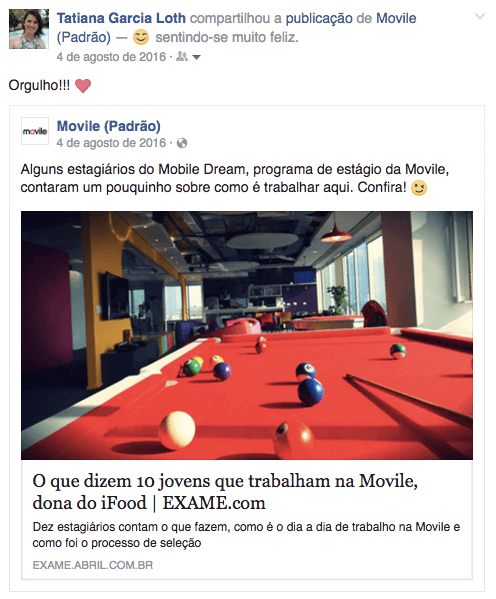 Tatiana Garcia Loth compartilhou a publicação de Movile
(Padrão) — sentindo-se muito feliz.
4 de agosto de 2016 ·
Orgulho!!!
movile
Movile (Padrão)
4 de agosto de 2016 ·
Alguns estagiários do Mobile Dream, programa de estágio da Movile,
contaram um pouquinho sobre como é trabalhar aqui. Confira!
O que dizem 10 jovens que trabalham na Movile,
dona do iFood | EXAME.com
Dez estagiários contam o que fazem, como é o dia a dia de trabalho na Movile e
como foi o processo de seleção
EXAME.ABRIL.COM.BR